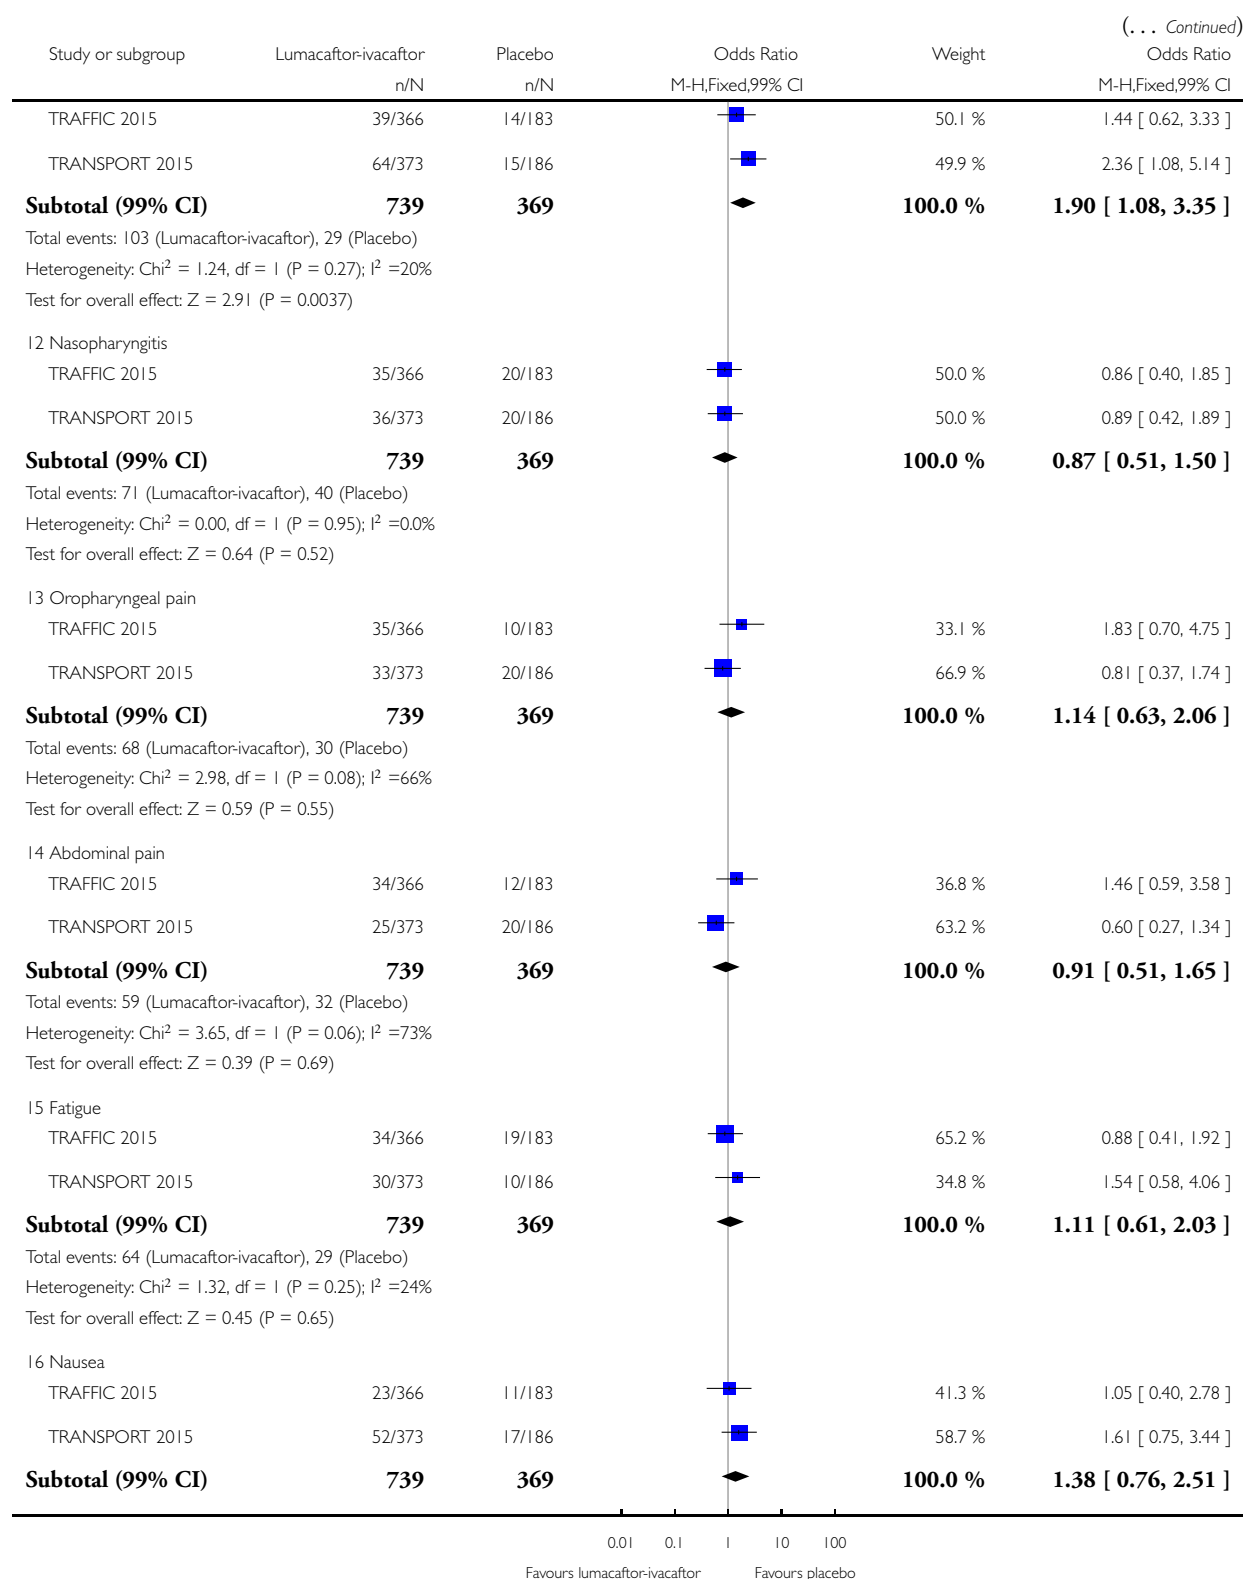 (... Continued)
Study or subgroup Lumacaftor-ivacaftor Placebo Odds Ratio Weight Odds Ratio
n/N n/N M-H,Fixed,99% CI M-H,Fixed,99% CI
TRAFFIC 2015 39/366 14/183 50.1 % 1.44 [ 0.62, 3.33 ]
TRANSPORT 2015 64/373 15/186 49.9 % 2.36 [ 1.08, 5.14 ]
Subtotal (99% CI) 739 369 100.0 % 1.90 [ 1.08, 3.35 ]
Total events: 103 (Lumacaftor-ivacaftor), 29 (Placebo)
Heterogeneity: Chi² = 1.24, df = 1 (P = 0.27); I² =20%
Test for overall effect: Z = 2.91 (P = 0.0037)
12 Nasopharyngitis
TRAFFIC 2015 35/366 20/183 50.0 % 0.86 [ 0.40, 1.85 ]
TRANSPORT 2015 36/373 20/186 50.0 % 0.89 [ 0.42, 1.89 ]
Subtotal (99% CI) 739 369 100.0 % 0.87 [ 0.51, 1.50 ]
Total events: 71 (Lumacaftor-ivacaftor), 40 (Placebo)
Heterogeneity: Chi² = 0.00, df = 1 (P = 0.95); I² =0.0%
Test for overall effect: Z = 0.64 (P = 0.52)
13 Oropharyngeal pain
TRAFFIC 2015 35/366 10/183 33.1 % 1.83 [ 0.70, 4.75 ]
TRANSPORT 2015 33/373 20/186 66.9 % 0.81 [ 0.37, 1.74 ]
Subtotal (99% CI) 739 369 100.0 % 1.14 [ 0.63, 2.06 ]
Total events: 68 (Lumacaftor-ivacaftor), 30 (Placebo)
Heterogeneity: Chi² = 2.98, df = 1 (P = 0.08); I² =66%
Test for overall effect: Z = 0.59 (P = 0.55)
14 Abdominal pain
TRAFFIC 2015 34/366 12/183 36.8 % 1.46 [ 0.59, 3.58 ]
TRANSPORT 2015 25/373 20/186 63.2 % 0.60 [ 0.27, 1.34 ]
Subtotal (99% CI) 739 369 100.0 % 0.91 [ 0.51, 1.65 ]
Total events: 59 (Lumacaftor-ivacaftor), 32 (Placebo)
Heterogeneity: Chi² = 3.65, df = 1 (P = 0.06); I² =73%
Test for overall effect: Z = 0.39 (P = 0.69)
15 Fatigue
TRAFFIC 2015 34/366 19/183 65.2 % 0.88 [ 0.41, 1.92 ]
TRANSPORT 2015 30/373 10/186 34.8 % 1.54 [ 0.58, 4.06 ]
Subtotal (99% CI) 739 369 100.0 % 1.11 [ 0.61, 2.03 ]
Total events: 64 (Lumacaftor-ivacaftor), 29 (Placebo)
Heterogeneity: Chi² = 1.32, df = 1 (P = 0.25); I² =24%
Test for overall effect: Z = 0.45 (P = 0.65)
16 Nausea
TRAFFIC 2015 23/366 11/183 41.3 % 1.05 [ 0.40, 2.78 ]
TRANSPORT 2015 52/373 17/186 58.7 % 1.61 [ 0.75, 3.44 ]
Subtotal (99% CI) 739 369 100.0 % 1.38 [ 0.76, 2.51 ]
0.01 0.1 1 10 100
Favours lumacaftor-ivacaftor Favours placebo